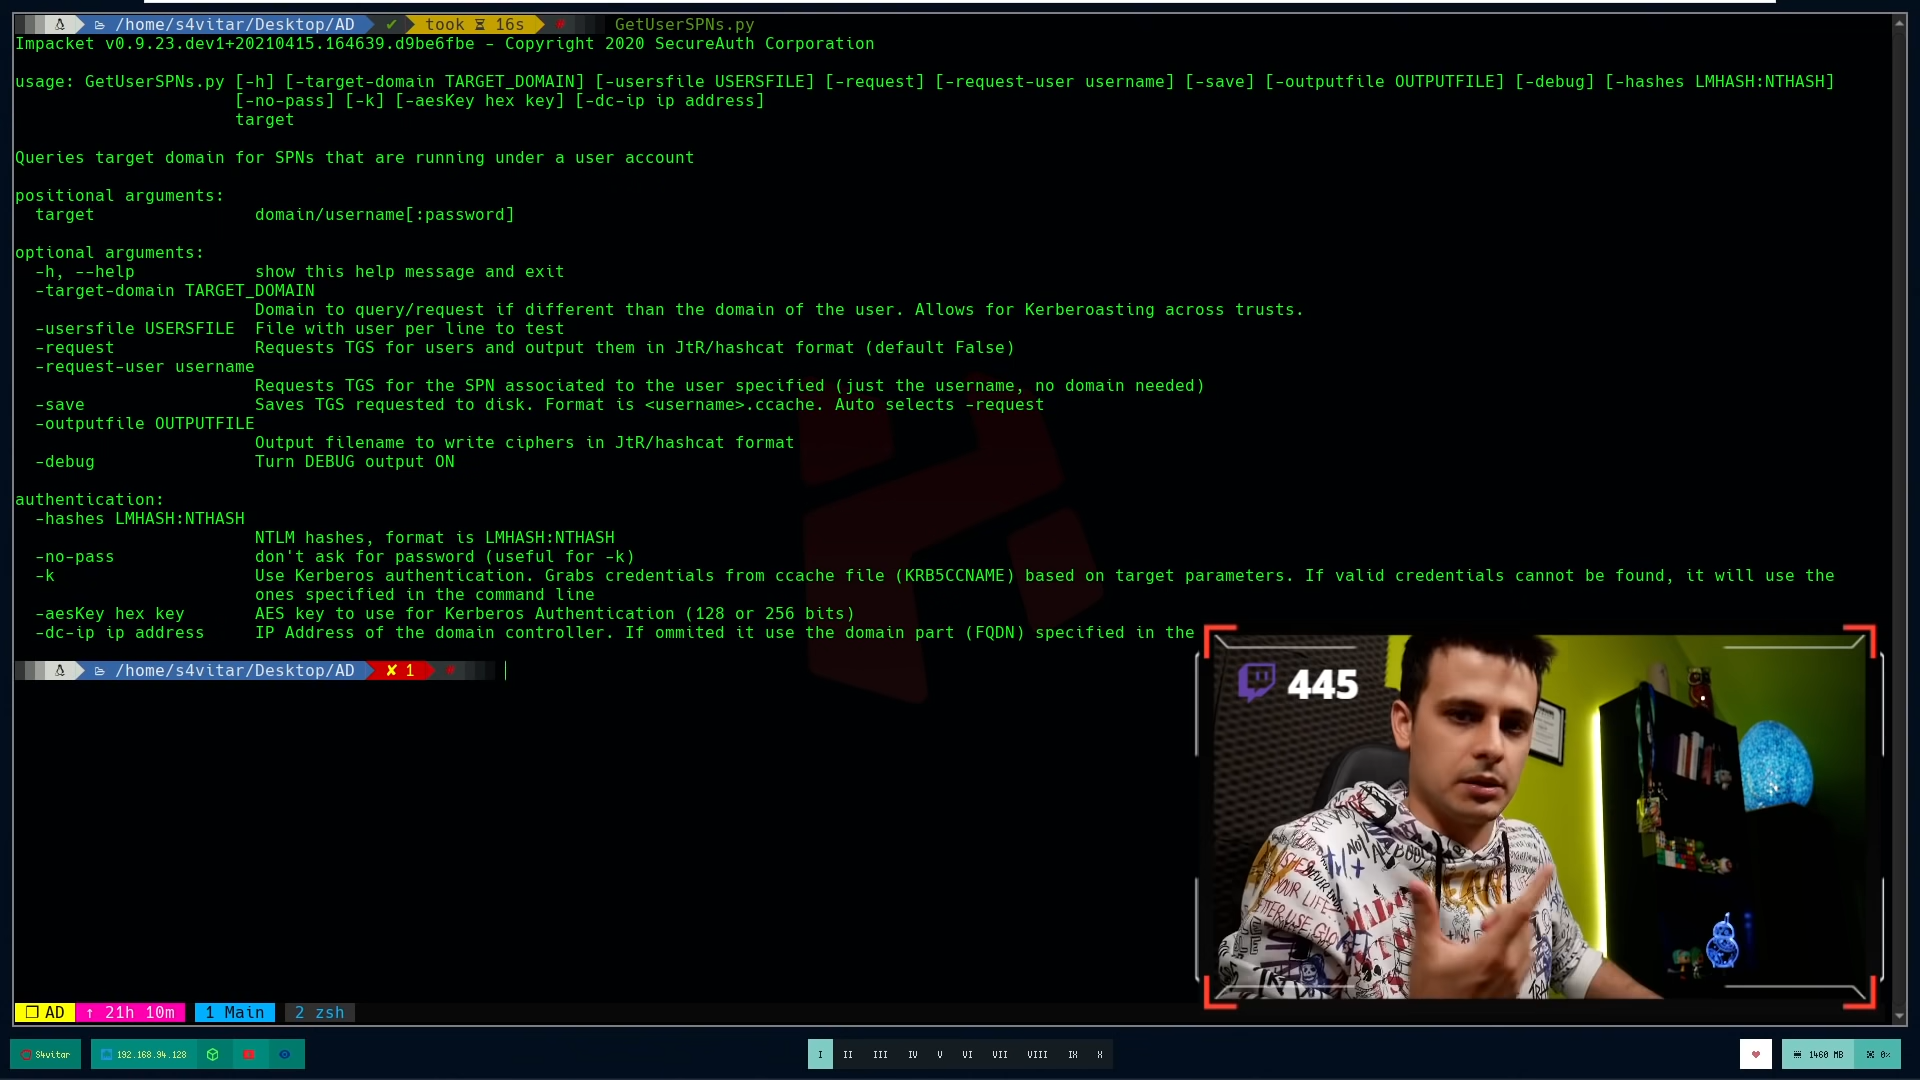 /home/s4vitar/Desktop/AD ✔ took ⌛ 16s # GetUserSPNs.py
Impacket v0.9.23.dev1+20210415.164639.d9be6fbe - Copyright 2020 SecureAuth Corporation
usage: GetUserSPNs.py [-h] [-target-domain TARGET_DOMAIN] [-usersfile USERSFILE] [-request] [-request-user username] [-save] [-outputfile OUTPUTFILE] [-debug] [-hashes LMHASH:NTHASH]
[-no-pass] [-k] [-aesKey hex key] [-dc-ip ip address]
target
Queries target domain for SPNs that are running under a user account
positional arguments:
target domain/username[:password]
optional arguments:
-h, --help show this help message and exit
-target-domain TARGET_DOMAIN
Domain to query/request if different than the domain of the user. Allows for Kerberoasting across trusts.
-usersfile USERSFILE File with user per line to test
-request Requests TGS for users and output them in JtR/hashcat format (default False)
-request-user username
Requests TGS for the SPN associated to the user specified (just the username, no domain needed)
-save Saves TGS requested to disk. Format is <username>.ccache. Auto selects -request
-outputfile OUTPUTFILE
Output filename to write ciphers in JtR/hashcat format
-debug Turn DEBUG output ON
authentication:
-hashes LMHASH:NTHASH
NTLM hashes, format is LMHASH:NTHASH
-no-pass don't ask for password (useful for -k)
-k Use Kerberos authentication. Grabs credentials from ccache file (KRB5CCNAME) based on target parameters. If valid credentials cannot be found, it will use the
ones specified in the command line
-aesKey hex key AES key to use for Kerberos Authentication (128 or 256 bits)
-dc-ip ip address IP Address of the domain controller. If ommited it use the domain part (FQDN) specified in the
/home/s4vitar/Desktop/AD ✘ 1 #
445
AD ↑ 21h 10m 1 Main 2 zsh
S4vitar 192.168.94.128 I II III IV V VI VII VIII IX X 1460 MB 0%